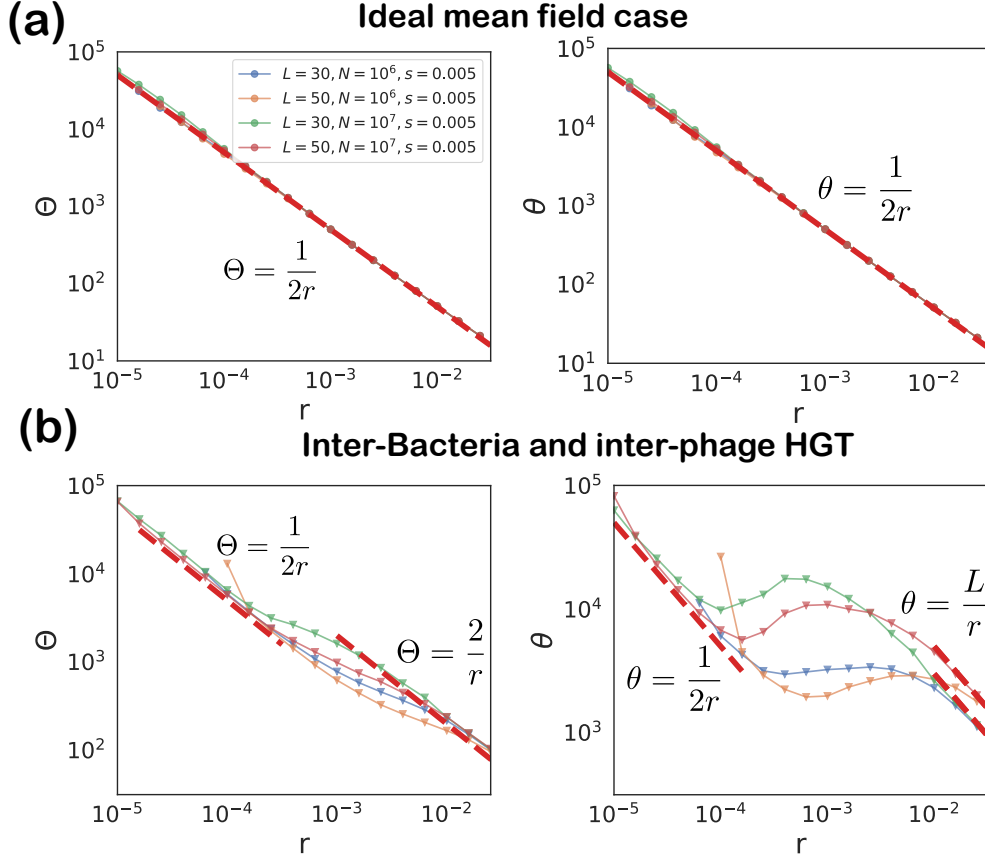 (a)
Ideal mean field case
10^5
10^4
10^3
10^2
10^1
Θ
L = 30, N = 10^6, s = 0.005
L = 50, N = 10^6, s = 0.005
L = 30, N = 10^7, s = 0.005
L = 50, N = 10^7, s = 0.005
Θ = 1/2r
10^-5 10^-4 10^-3 10^-2
r
10^5
10^4
10^3
10^2
10^1
θ
θ = 1/2r
10^-5 10^-4 10^-3 10^-2
r
(b)
Inter-Bacteria and inter-phage HGT
10^5
10^4
10^3
10^2
Θ
Θ = 1/2r
Θ = 2/r
10^-5 10^-4 10^-3 10^-2
r
10^5
10^4
10^3
θ
θ = 1/2r
θ = L/r
10^-5 10^-4 10^-3 10^-2
r